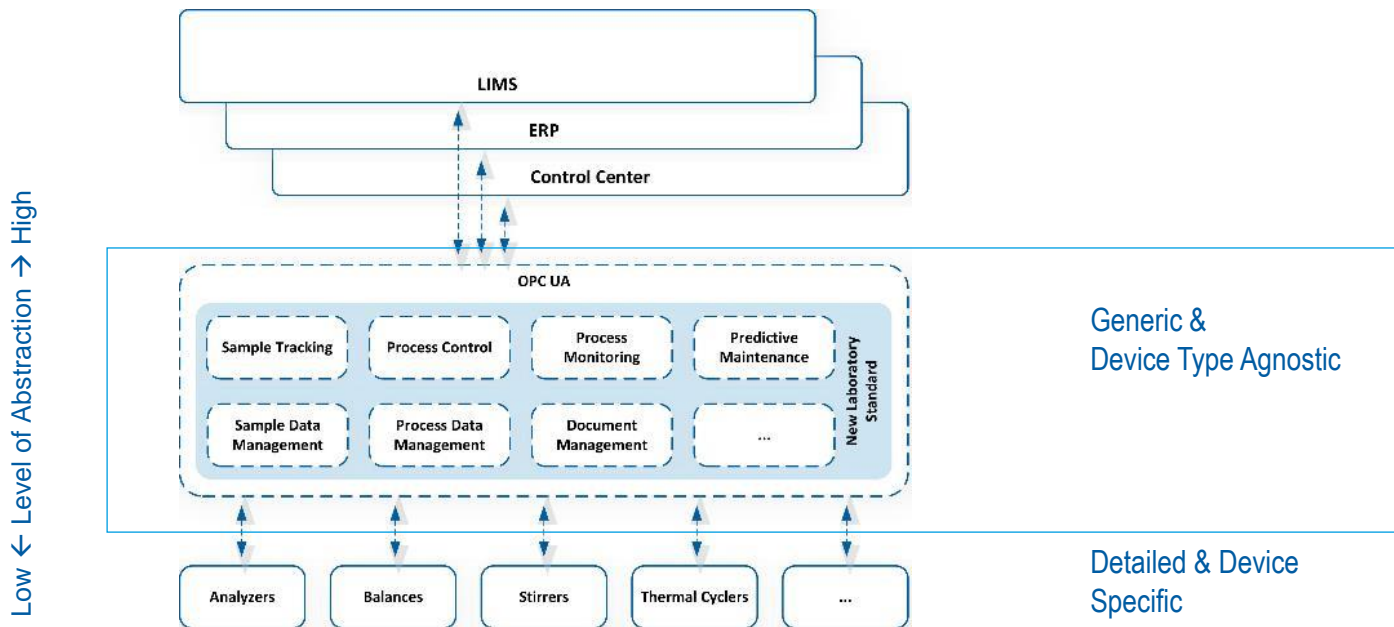 LIMS
ERP
Control Center
Low ← Level of Abstraction → High
OPC UA
Sample Tracking
Process Control
Process
Monitoring
Predictive
Maintenance
Sample Data
Management
Process Data
Management
Document
Management
...
New Laboratory
Standard
Generic &
Device Type Agnostic
Analyzers
Balances
Stirrers
Thermal Cyclers
...
Detailed & Device
Specific